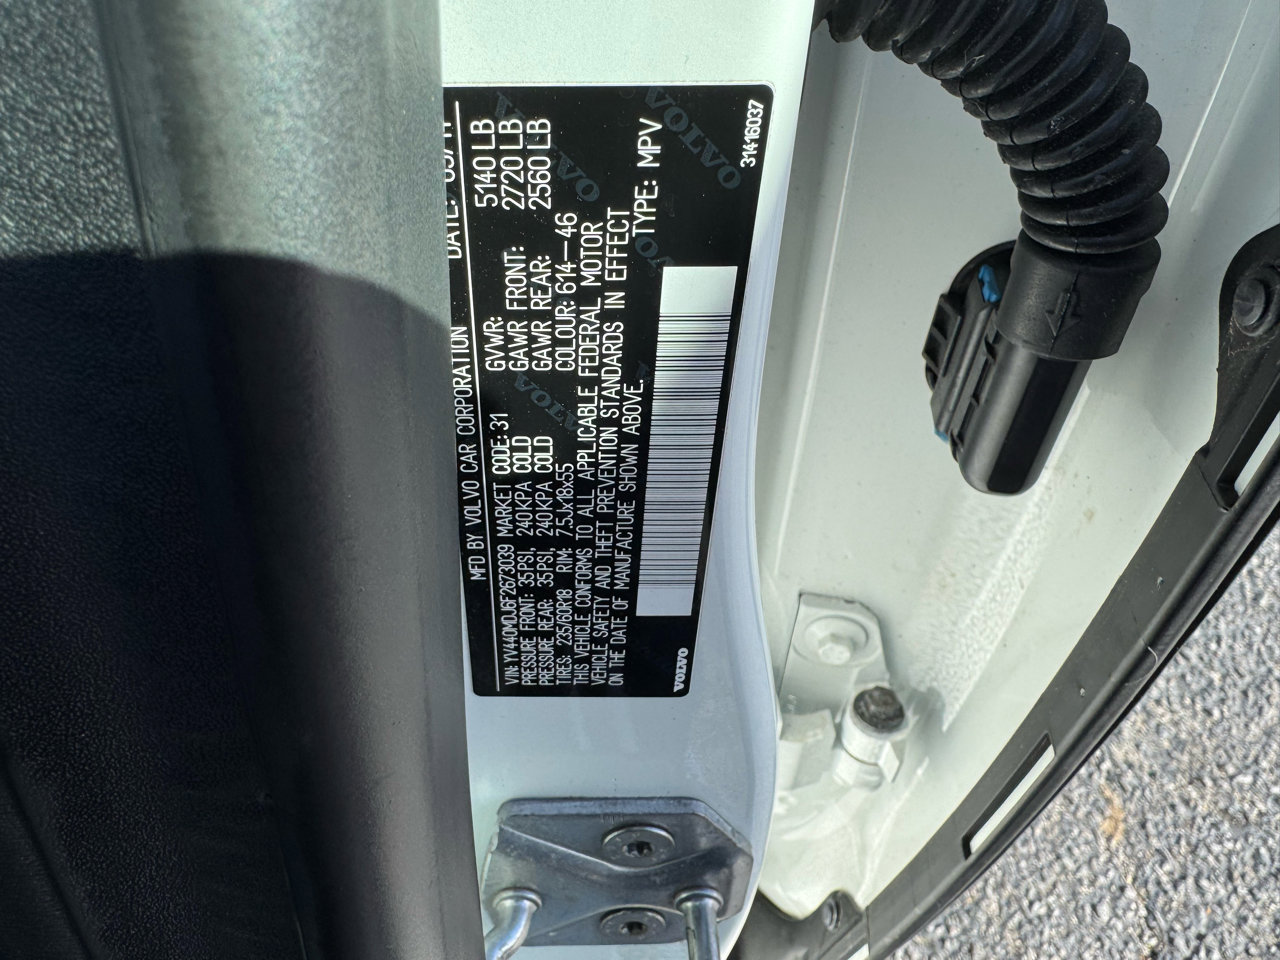 MFD BY VOLVO CAR CORPORATION DATE:
VIN: YV440MDJ6F2673039 MARKET CODE: 31 GVWR: 5140 LB
PRESSURE FRONT: 35PSI, 240KPA COLD GAWR FRONT: 2720 LB
PRESSURE REAR: 35PSI, 240KPA COLD GAWR REAR: 2560 LB
TIRES: 235/60R18 RIM: 7.5Jx18x55 COLOUR: 614—46
THIS VEHICLE CONFORMS TO ALL APPLICABLE FEDERAL MOTOR
VEHICLE SAFETY AND THEFT PREVENTION STANDARDS IN EFFECT
ON THE DATE OF MANUFACTURE SHOWN ABOVE. TYPE: MPV
VOLVO 31416037